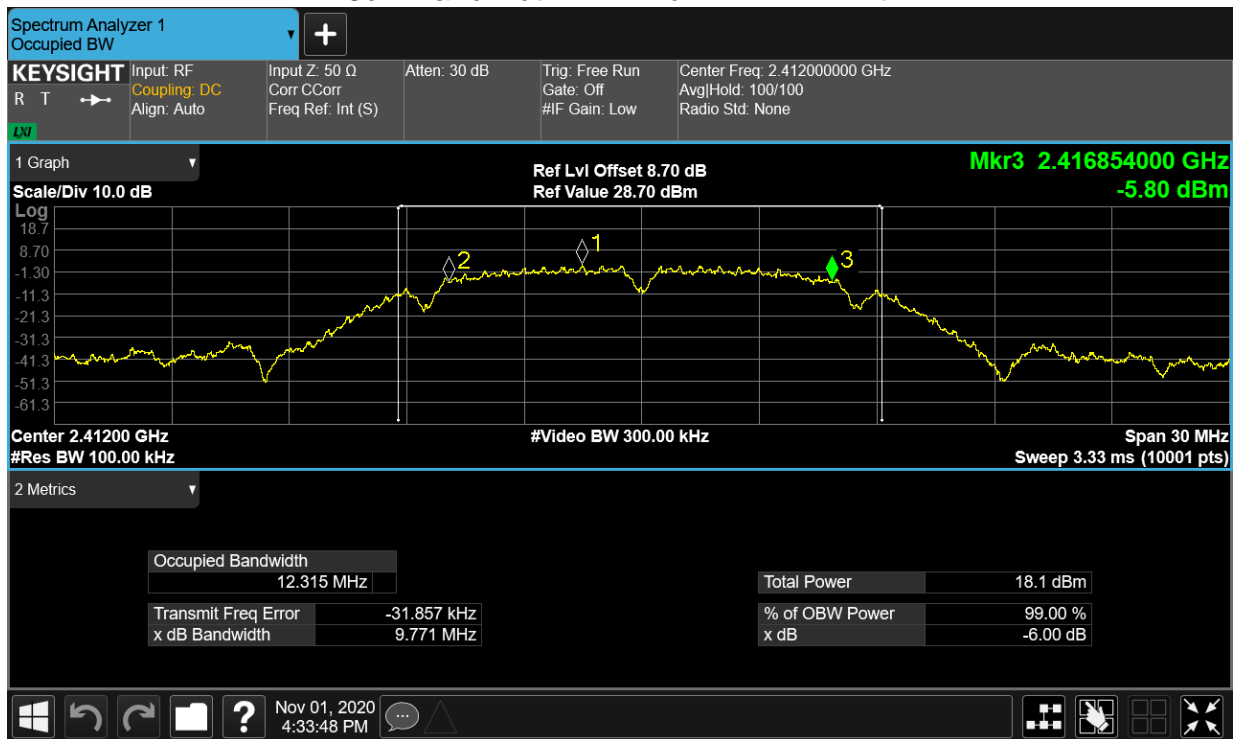 Spectrum Analyzer 1
Occupied BW
KEYSIGHT
R T
LXI
Input: RF
Coupling: DC
Align: Auto
Input Z: 50 Ω
Corr CCorr
Freq Ref: Int (S)
Atten: 30 dB
Trig: Free Run
Gate: Off
#IF Gain: Low
Center Freq: 2.412000000 GHz
Avg|Hold: 100/100
Radio Std: None
1 Graph
Scale/Div 10.0 dB
Ref Lvl Offset 8.70 dB
Ref Value 28.70 dBm
Mkr3 2.416854000 GHz
-5.80 dBm
Log
18.7
8.70
-1.30
-11.3
-21.3
-31.3
-41.3
-51.3
-61.3
2
1
3
Center 2.41200 GHz
#Res BW 100.00 kHz
#Video BW 300.00 kHz
Span 30 MHz
Sweep 3.33 ms (10001 pts)
2 Metrics
Occupied Bandwidth
12.315 MHz
Transmit Freq Error -31.857 kHz
x dB Bandwidth 9.771 MHz
Total Power 18.1 dBm
% of OBW Power 99.00 %
x dB -6.00 dB
?
Nov 01, 2020
4:33:48 PM